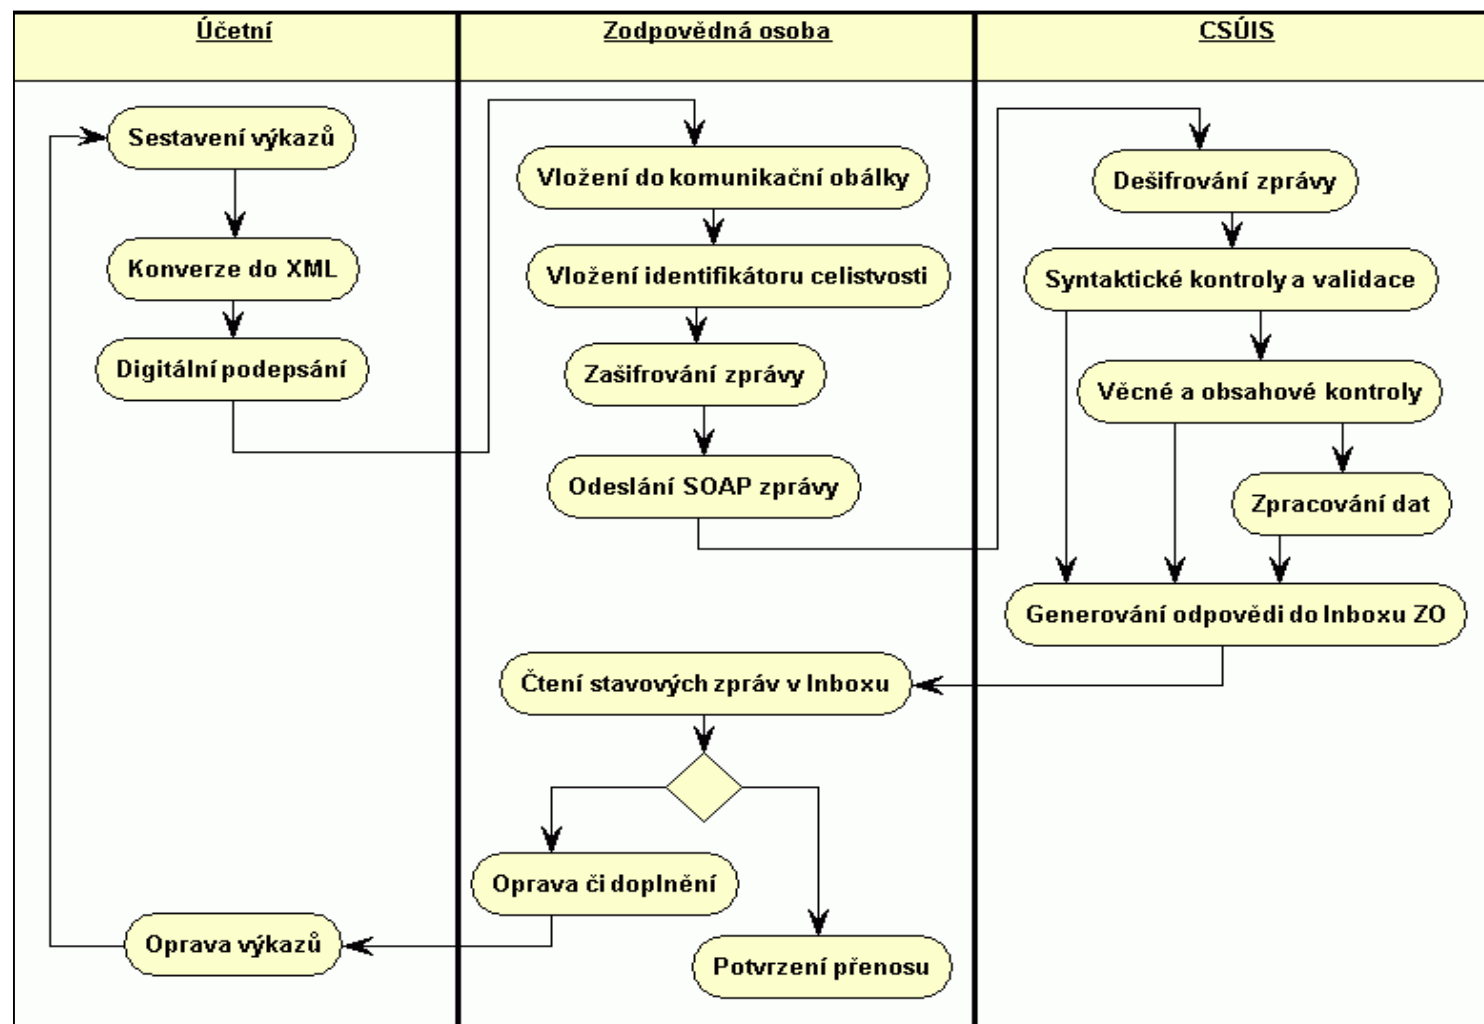 Účetní
Zodpovědná osoba
CSÚIS
Sestavení výkazů
Konverze do XML
Digitální podepsání
Vložení do komunikační obálky
Vložení identifikátoru celistvosti
Zašifrování zprávy
Odeslání SOAP zprávy
Dešifrování zprávy
Syntaktické kontroly a validace
Věcné a obsahové kontroly
Zpracování dat
Generování odpovědi do Inboxu ZO
Čtení stavových zpráv v Inboxu
Oprava či doplnění
Potvrzení přenosu
Oprava výkazů